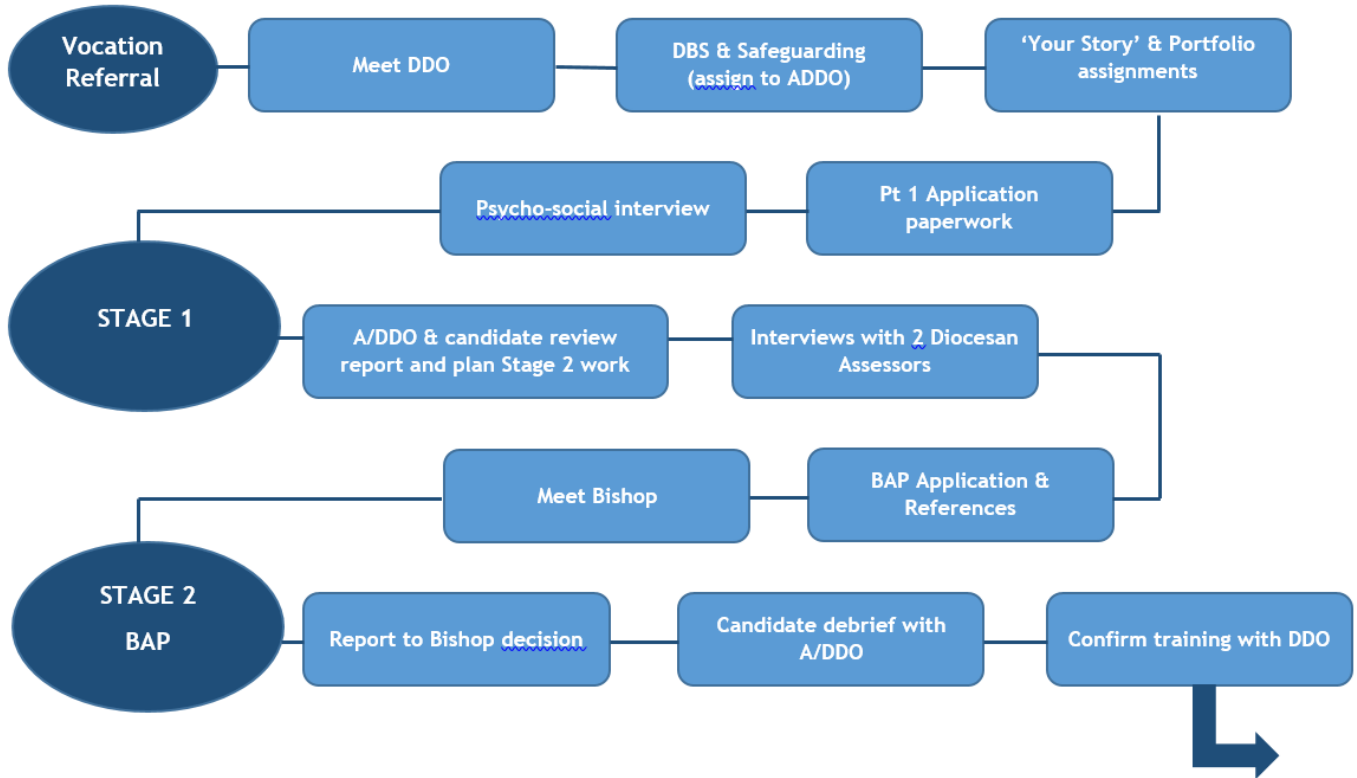 Vocation
Referral
Meet DDO
DBS & Safeguarding
(assign to ADDO)
‘Your Story’ & Portfolio
assignments
Psycho-social interview
Pt 1 Application
paperwork
STAGE 1
A/DDO & candidate review
report and plan Stage 2 work
Interviews with 2 Diocesan
Assessors
Meet Bishop
BAP Application &
References
STAGE 2
BAP
Report to Bishop decision
Candidate debrief with
A/DDO
Confirm training with DDO